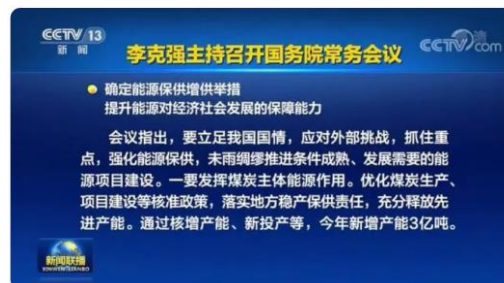 CCTV 13
新闻
李克强主持召开国务院常务会议
CCTV.com
确定能源保供增供举措
提升能源对经济社会发展的保障能力
会议指出，要立足我国国情，应对外部挑战，抓住重
点，强化能源保供，未雨绸缪推进条件成熟、发展需要的能
源项目建设。一要发挥煤炭主体能源作用。优化煤炭生产、
项目建设等核准政策，落实地方稳产保供责任，充分释放先
进产能。通过核增产能、新投产等，今年新增产能3亿吨。
新闻联播
XINWEN LIANBO